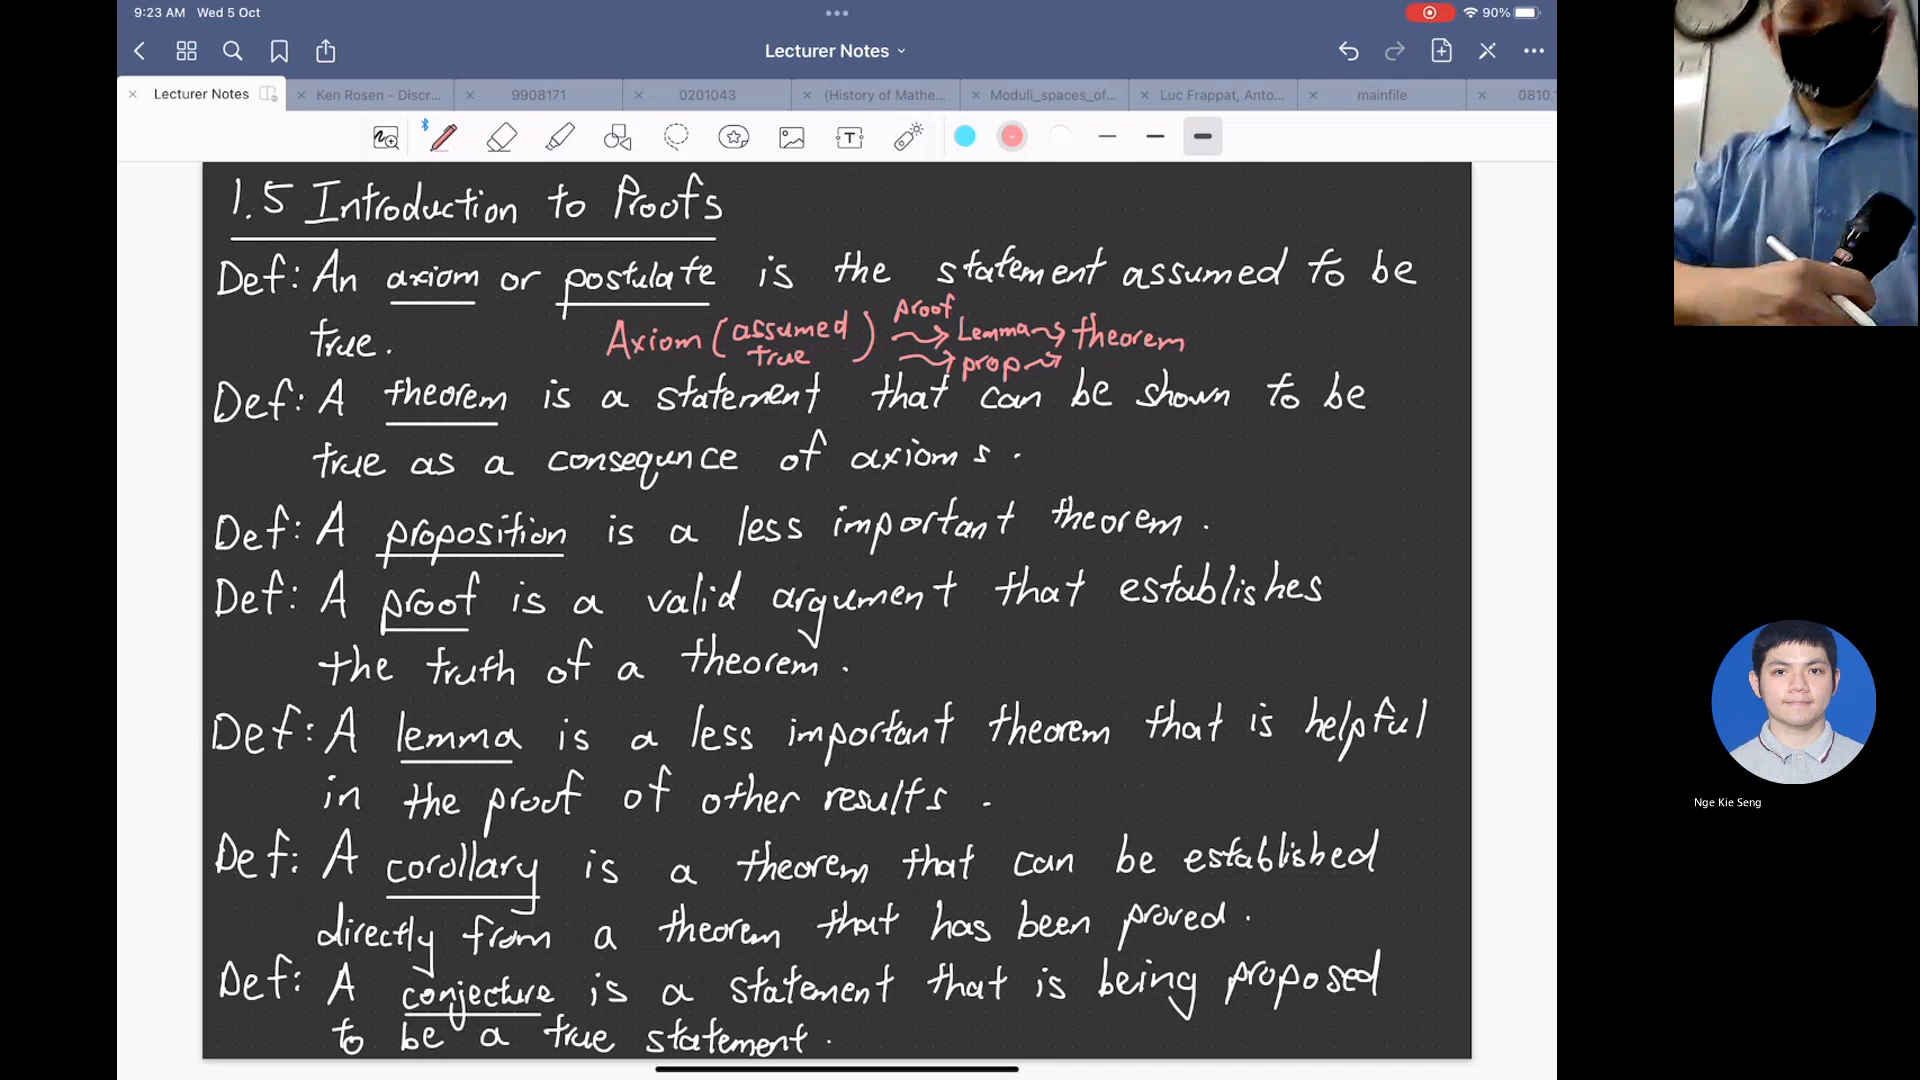 9:23 AM Wed 5 Oct
90%
Lecturer Notes
Lecturer Notes
Ken Rosen - Discr...
9908171
0201043
(History of Mathe...
Moduli_spaces_of...
Luc Frappat, Anto...
mainfile
0810.
1.5 Introduction to Proofs
Def: An axiom or postulate is the statement assumed to be
true.
Axiom (assumed true) proof → Lemma → theorem
→ prop →
Def: A theorem is a statement that can be shown to be
true as a consequnce of axioms.
Def: A proposition is a less important theorem.
Def: A proof is a valid argument that establishes
the truth of a theorem.
Def: A lemma is a less important theorem that is helpful
in the proof of other results.
Def: A corollary is a theorem that can be established
directly from a theorem that has been proved.
Def: A conjecture is a statement that is being proposed
to be a true statement.
Nge Kie Seng